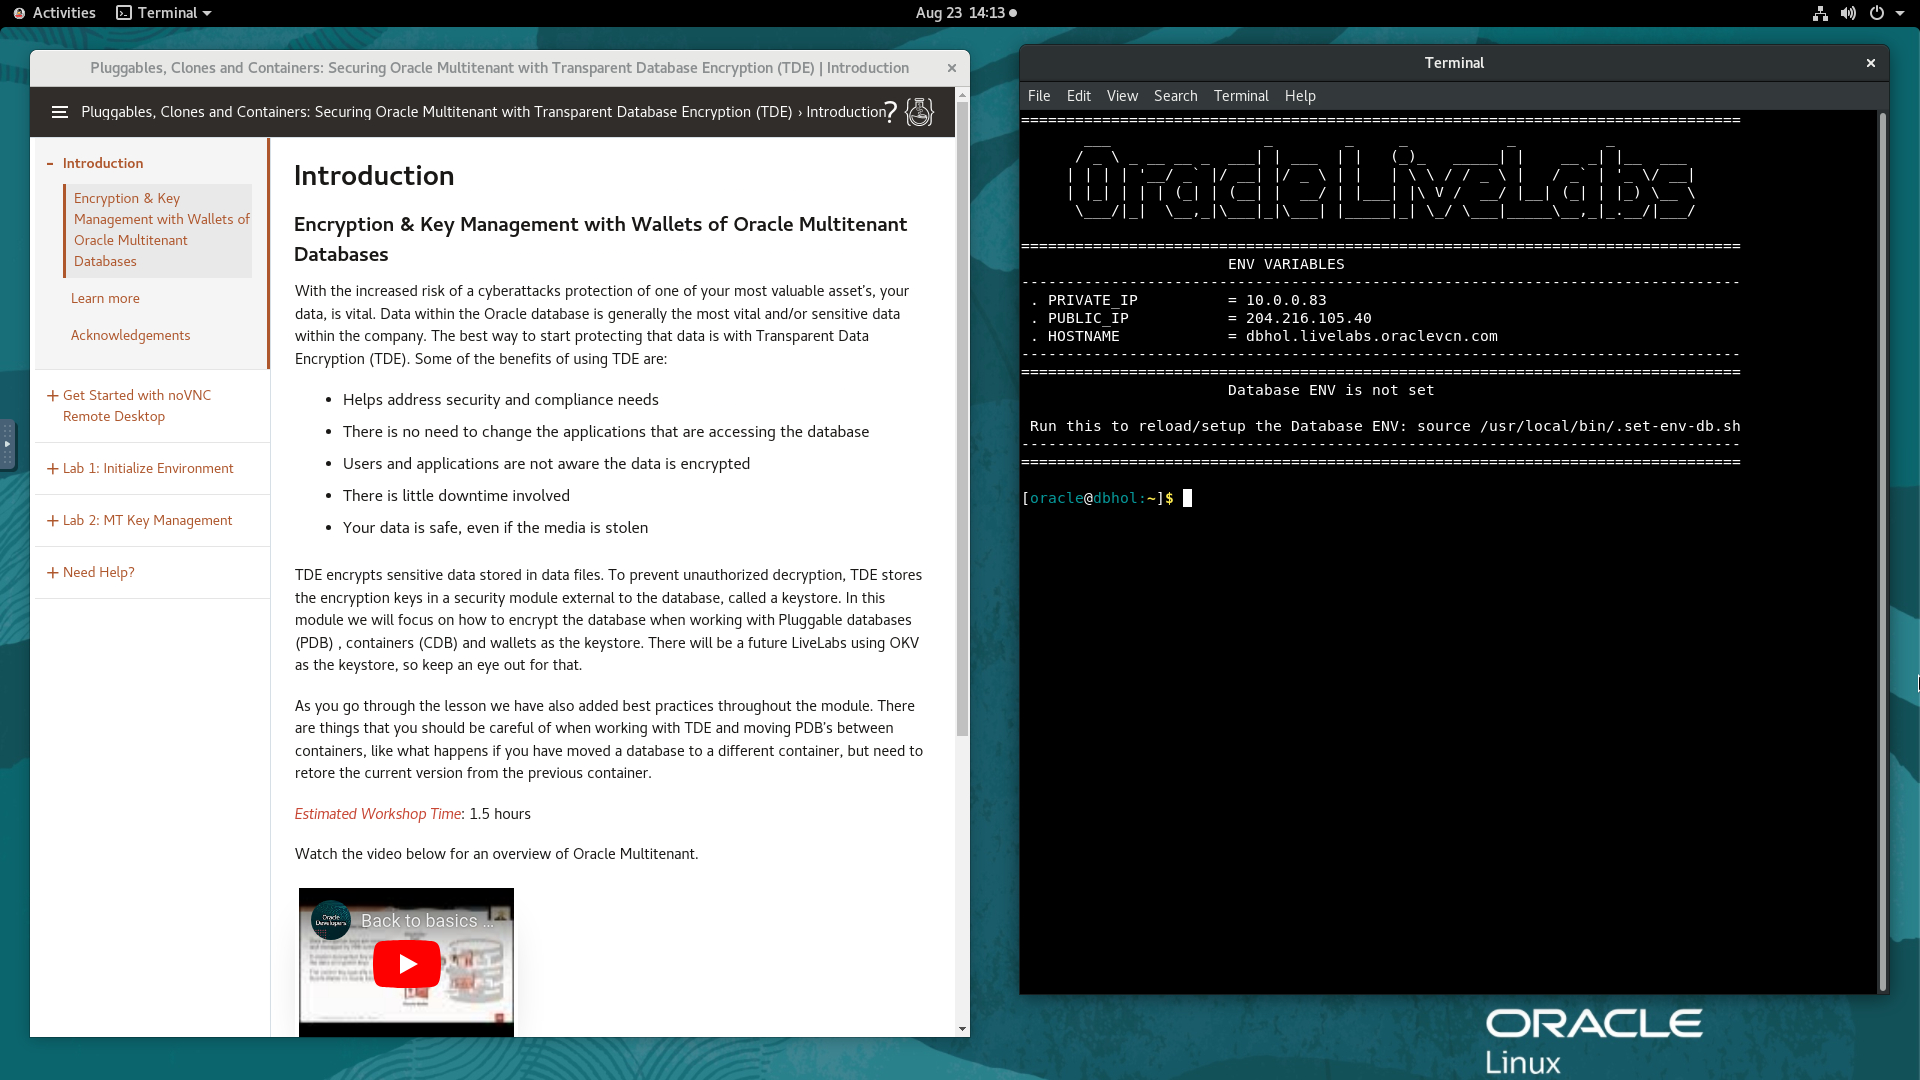 Activities
Terminal
Aug 23 14:13
Pluggables, Clones and Containers: Securing Oracle Multitenant with Transparent Database Encryption (TDE) | Introduction
Pluggables, Clones and Containers: Securing Oracle Multitenant with Transparent Database Encryption (TDE) › Introduction
?
- Introduction
Encryption & Key
Management with Wallets of
Oracle Multitenant
Databases
Learn more
Acknowledgements
+ Get Started with noVNC
Remote Desktop
+ Lab 1: Initialize Environment
+ Lab 2: MT Key Management
+ Need Help?
Introduction
Encryption & Key Management with Wallets of Oracle Multitenant
Databases
With the increased risk of a cyberattacks protection of one of your most valuable asset's, your
data, is vital. Data within the Oracle database is generally the most vital and/or sensitive data
within the company. The best way to start protecting that data is with Transparent Data
Encryption (TDE). Some of the benefits of using TDE are:
• Helps address security and compliance needs
• There is no need to change the applications that are accessing the database
• Users and applications are not aware the data is encrypted
• There is little downtime involved
• Your data is safe, even if the media is stolen
TDE encrypts sensitive data stored in data files. To prevent unauthorized decryption, TDE stores
the encryption keys in a security module external to the database, called a keystore. In this
module we will focus on how to encrypt the database when working with Pluggable databases
(PDB) , containers (CDB) and wallets as the keystore. There will be a future LiveLabs using OKV
as the keystore, so keep an eye out for that.
As you go through the lesson we have also added best practices throughout the module. There
are things that you should be careful of when working with TDE and moving PDB's between
containers, like what happens if you have moved a database to a different container, but need to
retore the current version from the previous container.
Estimated Workshop Time: 1.5 hours
Watch the video below for an overview of Oracle Multitenant.
Oracle
Developers
Back to basics ...
Terminal
File Edit View Search Terminal Help
OracleLiveLabs
ENV VARIABLES
. PRIVATE_IP = 10.0.0.83
. PUBLIC_IP = 204.216.105.40
. HOSTNAME = dbhol.livelabs.oraclevcn.com
Database ENV is not set
Run this to reload/setup the Database ENV: source /usr/local/bin/.set-env-db.sh
[oracle@dbhol:~]$
ORACLE
Linux